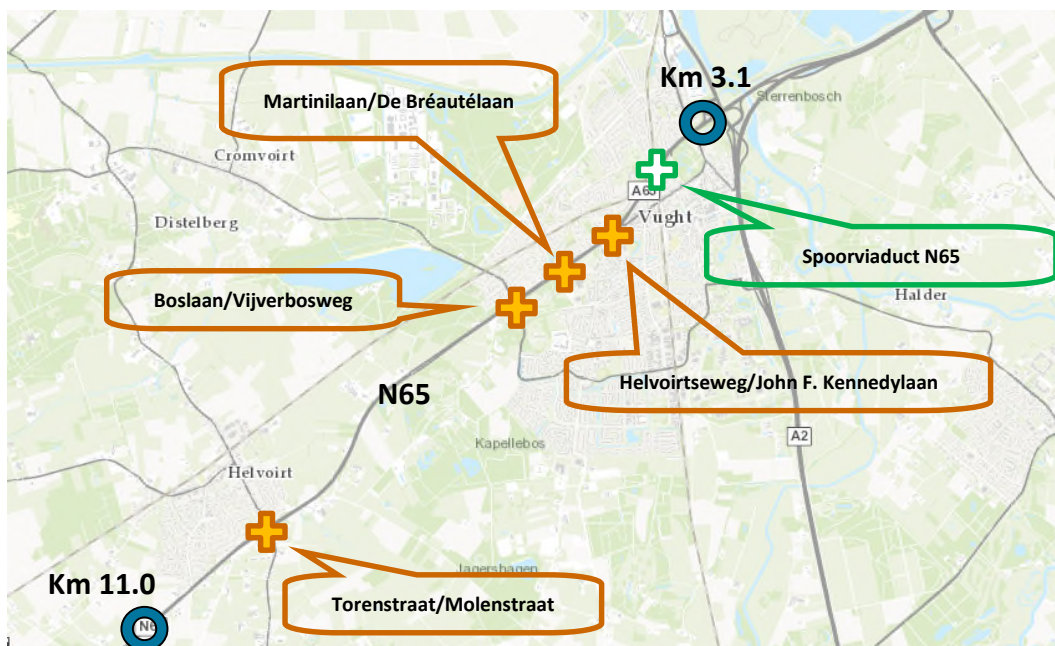 Km 3.1
Martinilaan/De Bréautélaan
Sterrenbosch
Cromvoirt
A65
Distelberg
Vught
Spoorviaduct N65
Boslaan/Vijverbosweg
Halder
Helvoirtseweg/John F. Kennedylaan
N65
A2
Kapellebos
Helvoirt
Jagershagen
Km 11.0
Torenstraat/Molenstraat